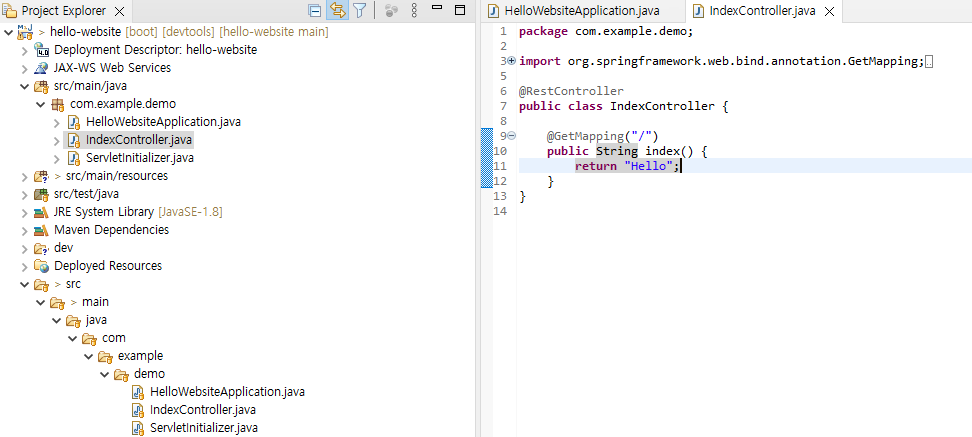 Project Explorer
hello-website [boot] [devtools] [hello-website main]
Deployment Descriptor: hello-website
JAX-WS Web Services
src/main/java
com.example.demo
HelloWebsiteApplication.java
IndexController.java
ServletInitializer.java
> src/main/resources
src/test/java
JRE System Library [JavaSE-1.8]
Maven Dependencies
dev
Deployed Resources
> src
> main
java
com
example
demo
HelloWebsiteApplication.java
IndexController.java
ServletInitializer.java
HelloWebsiteApplication.java
IndexController.java
1 package com.example.demo;
2
3 import org.springframework.web.bind.annotation.GetMapping;
5
6 @RestController
7 public class IndexController {
8
9 @GetMapping("/")
10 public String index() {
11 return "Hello";
12 }
13 }
14